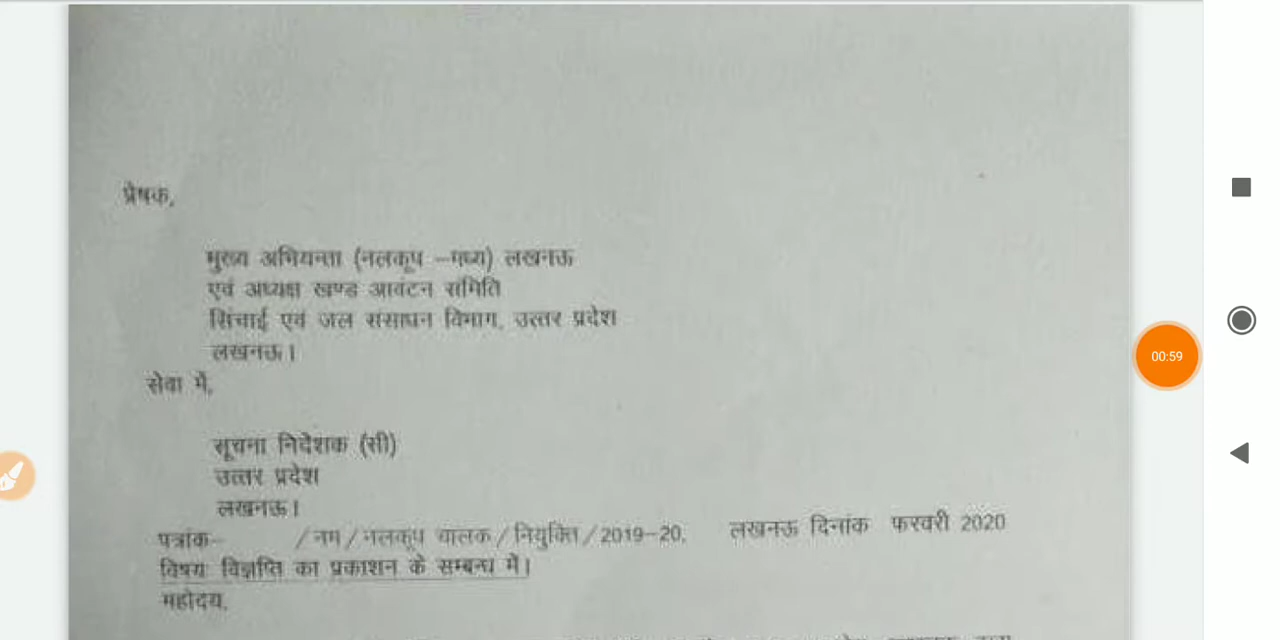 प्रेषक,
मुख्य अभियन्ता (नलकूप –मध्य) लखनऊ
एवं अध्यक्ष खण्ड आवंटन समिति
सिंचाई एवं जल संसाधन विभाग, उत्तर प्रदेश
लखनऊ।
सेवा में,
सूचना निदेशक (सी)
उत्तर प्रदेश
लखनऊ।
पत्रांक– /नम/नलकूप चालक/नियुक्ति/2019–20, लखनऊ दिनांक फरवरी 2020
विषय विज्ञप्ति का प्रकाशन के सम्बन्ध में।
महोदय,
00:59